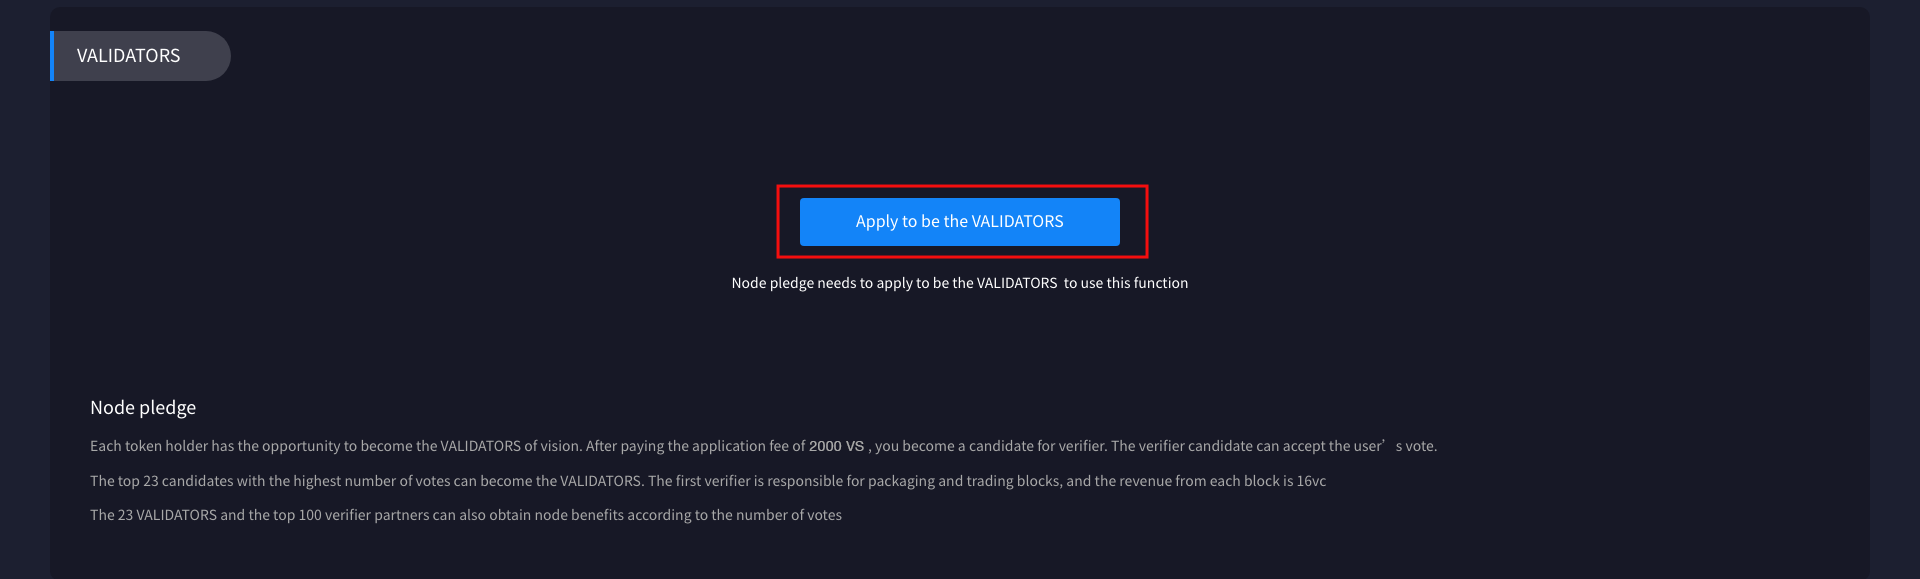 VALIDATORS
Apply to be the VALIDATORS
Node pledge needs to apply to be the VALIDATORS  to use this function
Node pledge
Each token holder has the opportunity to become the VALIDATORS of vision. After paying the application fee of 2000 VS , you become a candidate for verifier. The verifier candidate can accept the user’s vote.
The top 23 candidates with the highest number of votes can become the VALIDATORS. The first verifier is responsible for packaging and trading blocks, and the revenue from each block is 16vc
The 23 VALIDATORS and the top 100 verifier partners can also obtain node benefits according to the number of votes